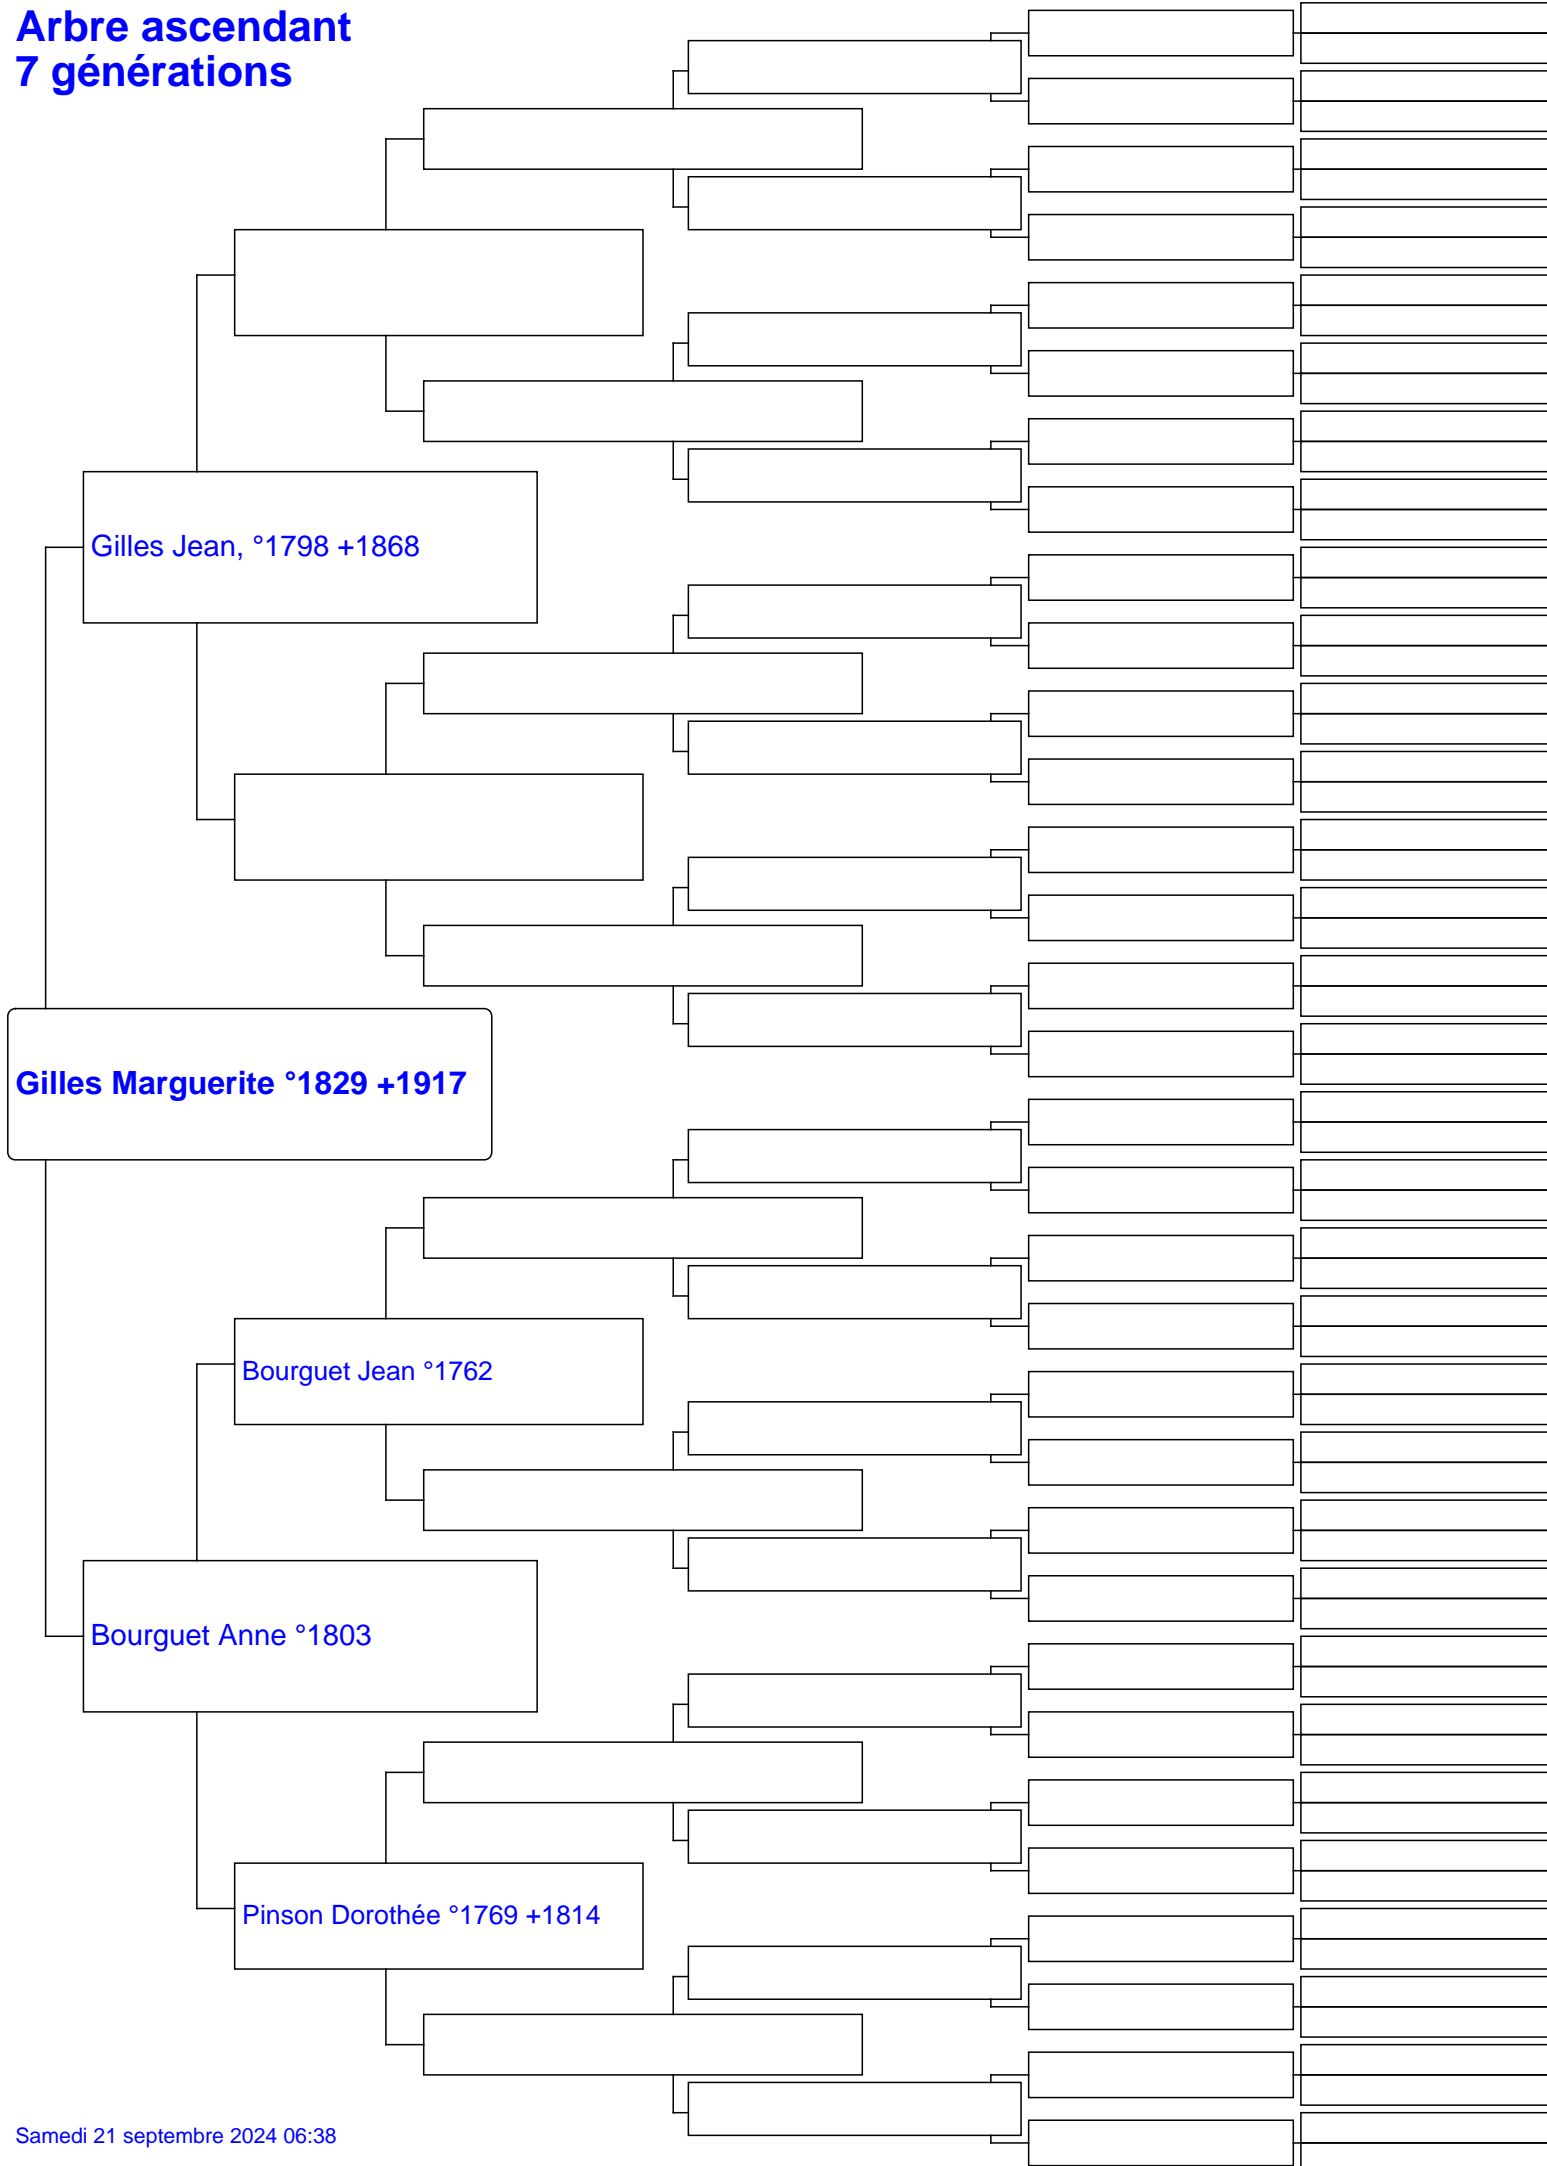 Arbre ascendant
7 générations
Gilles Jean, °1798 +1868
Gilles Marguerite °1829 +1917
Bourguet Jean °1762
Bourguet Anne °1803
Pinson Dorothée °1769 +1814
Samedi 21 septembre 2024 06:38